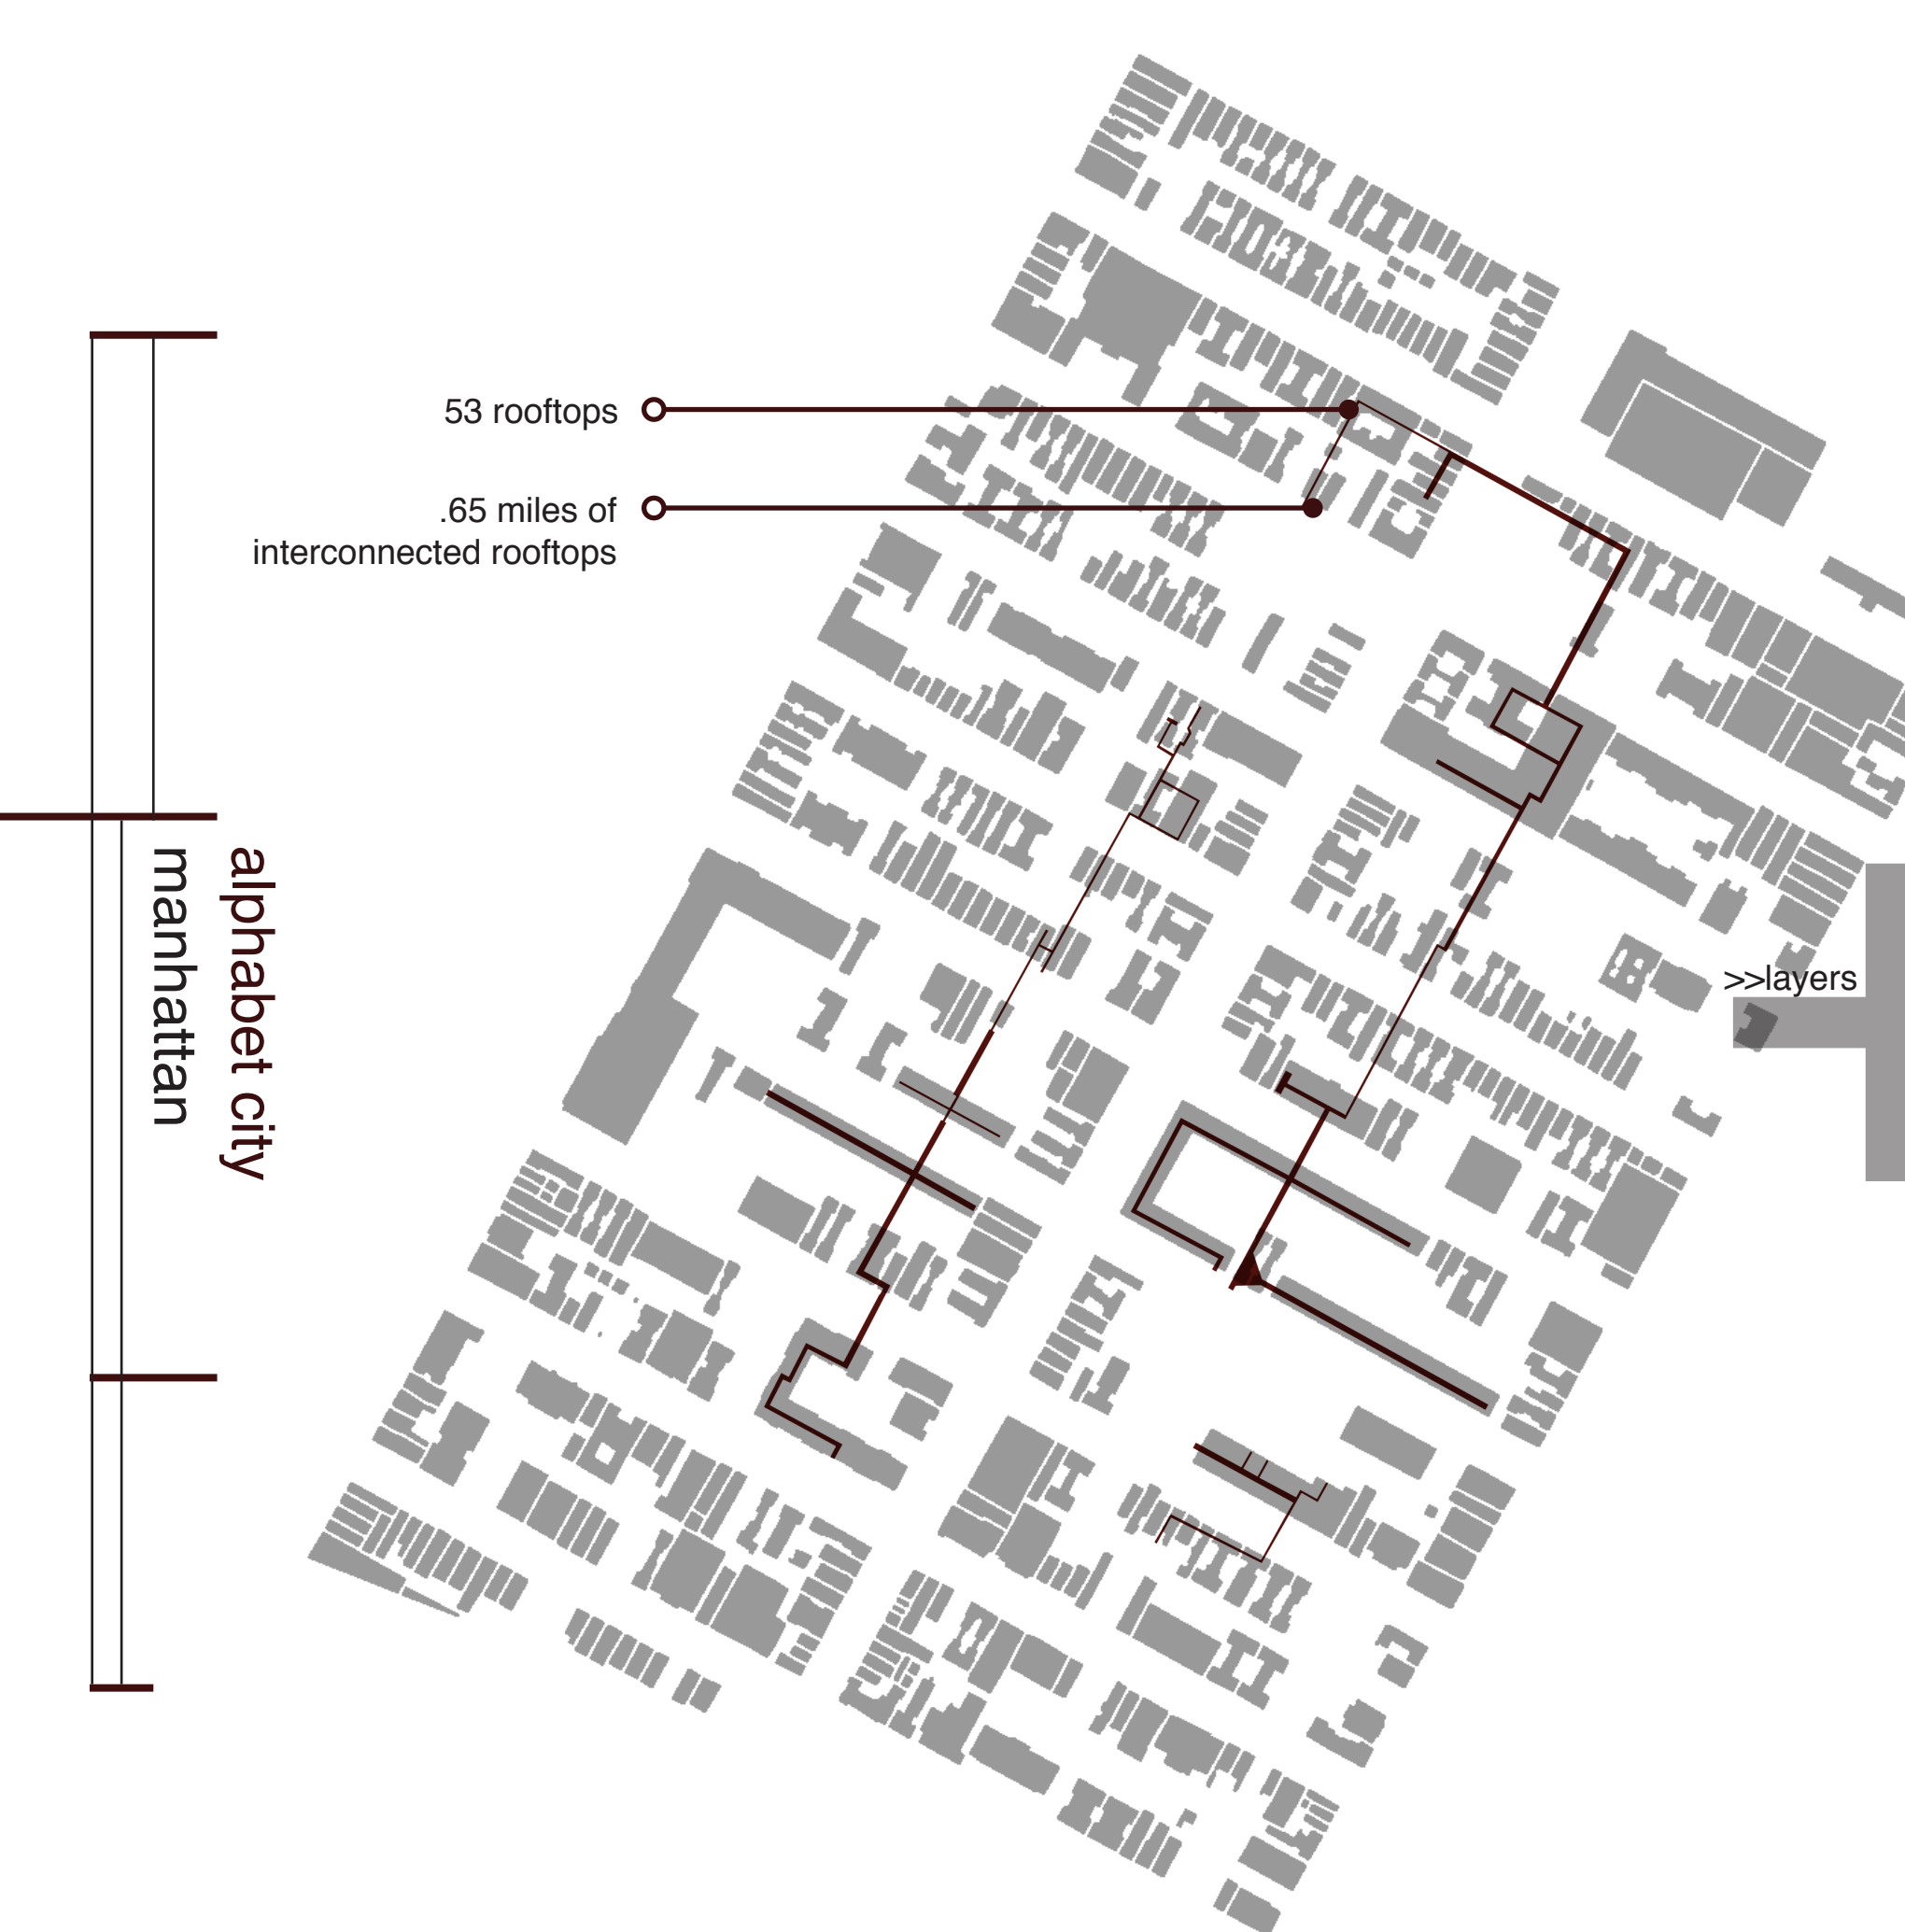 53 rooftops
.65 miles of
interconnected rooftops
alphabet city
manhattan
>>layers